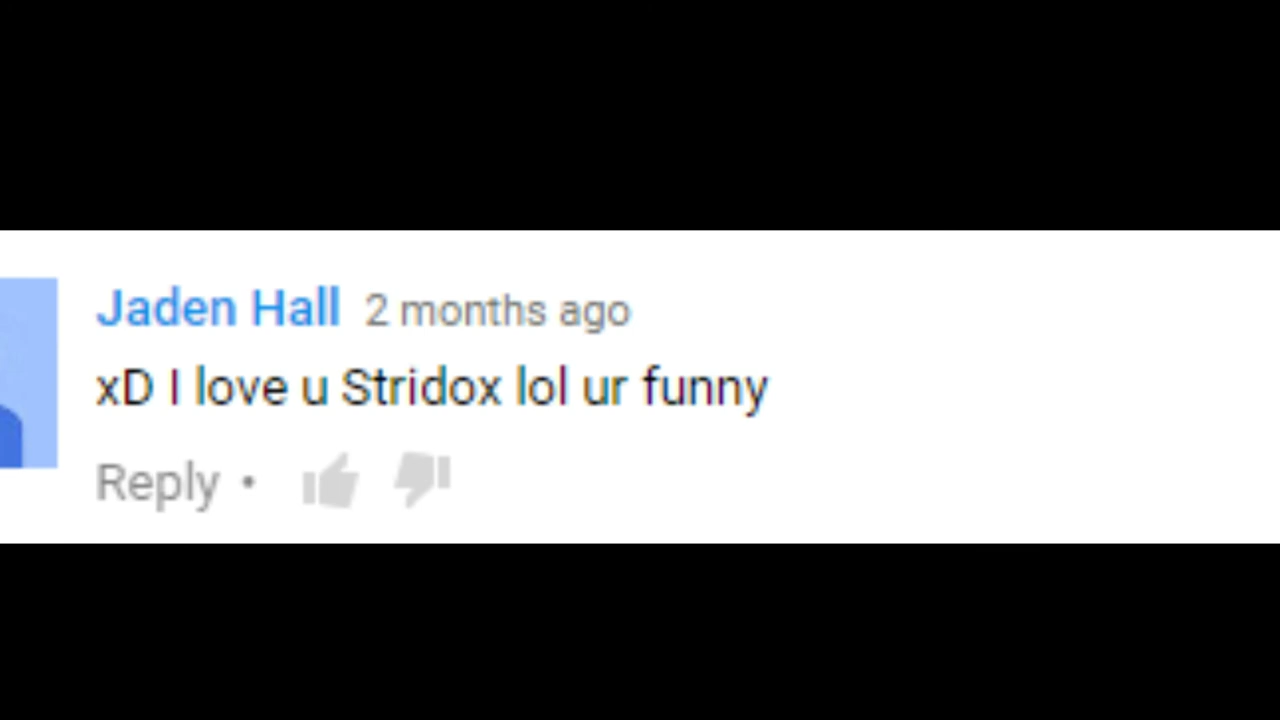 Jaden Hall 2 months ago
xD I love u Stridox lol ur funny
Reply •